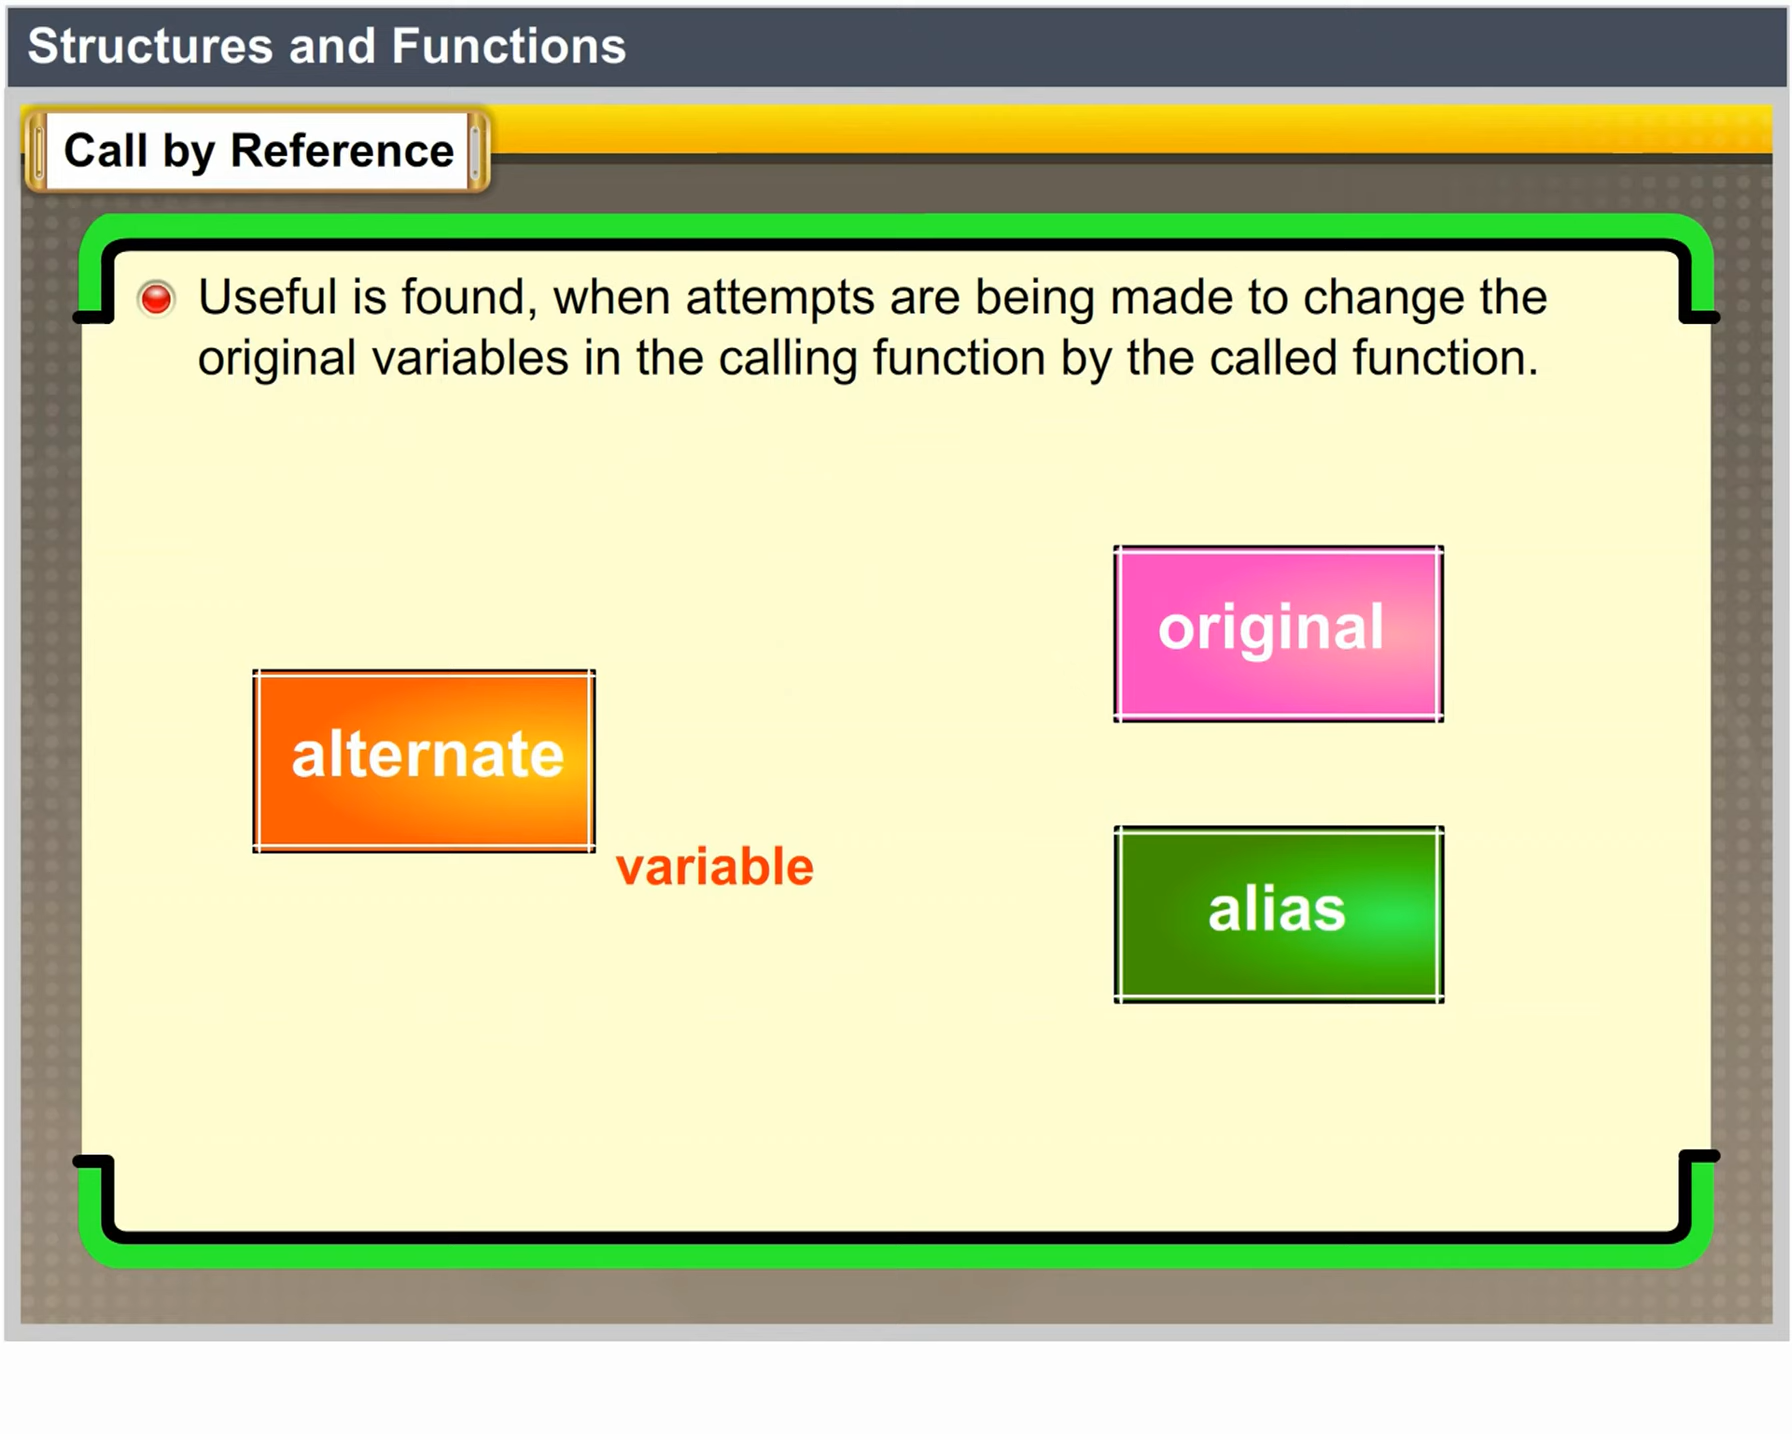 Structures and Functions
Call by Reference
Useful is found, when attempts are being made to change the
original variables in the calling function by the called function.
original
alternate
variable
alias